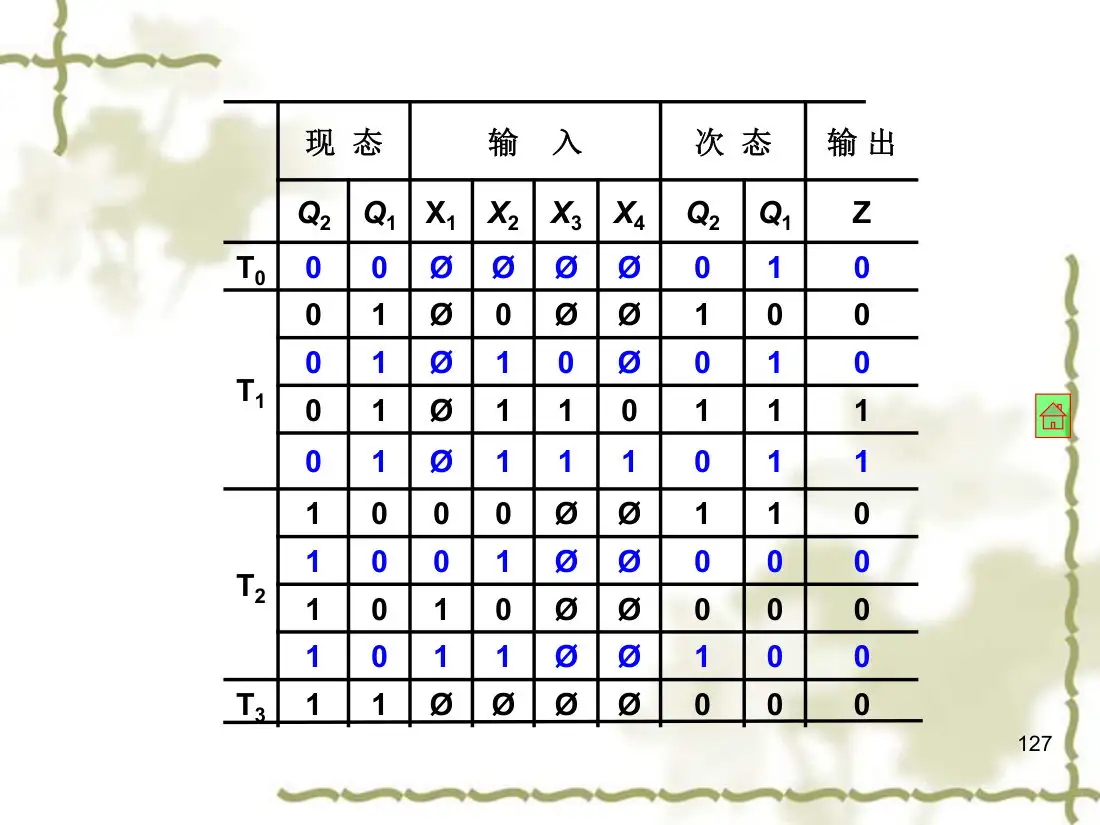 现 态 输 入 次 态 输 出
Q2 Q1 X1 X2 X3 X4 Q2 Q1 Z
T0 0 0 Ø Ø Ø Ø 0 1 0
0 1 Ø 0 Ø Ø 1 0 0
0 1 Ø 1 0 Ø 0 1 0
T1
0 1 Ø 1 1 0 1 1 1
0 1 Ø 1 1 1 0 1 1
1 0 0 0 Ø Ø 1 1 0
1 0 0 1 Ø Ø 0 0 0
T2
1 0 1 0 Ø Ø 0 0 0
1 0 1 1 Ø Ø 1 0 0
T3 1 1 Ø Ø Ø Ø 0 0 0
127